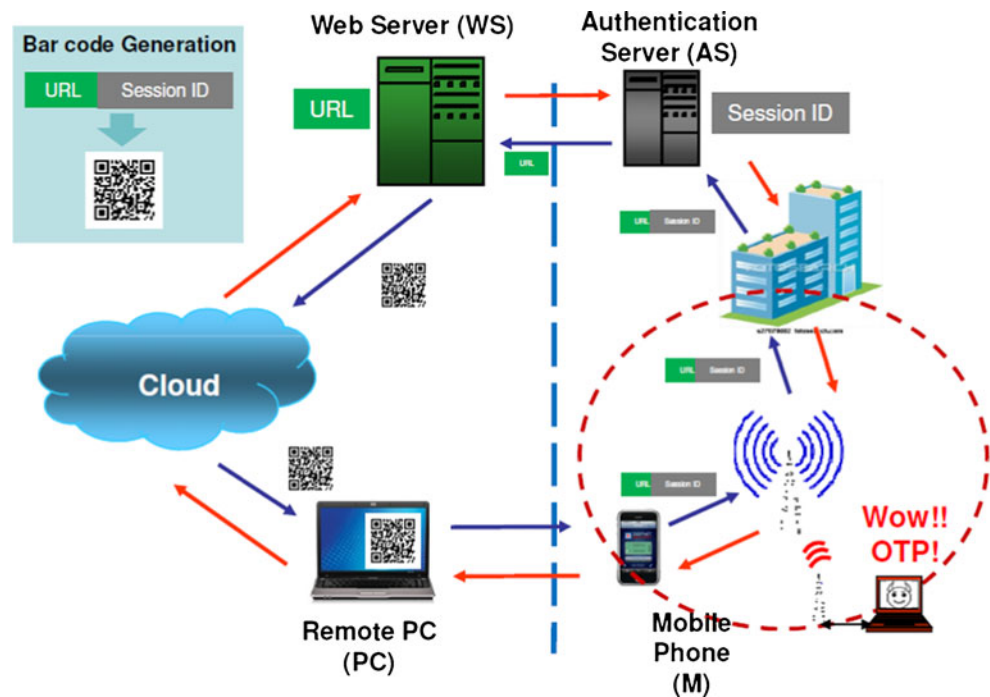 Bar code Generation
URL
Session ID
Web Server (WS)
URL
Authentication
Server (AS)
Session ID
URL
URL
Session ID
URL
Session ID
Cloud
URL
Session ID
Wow!!
OTP!
Remote PC
(PC)
Mobile
Phone
(M)